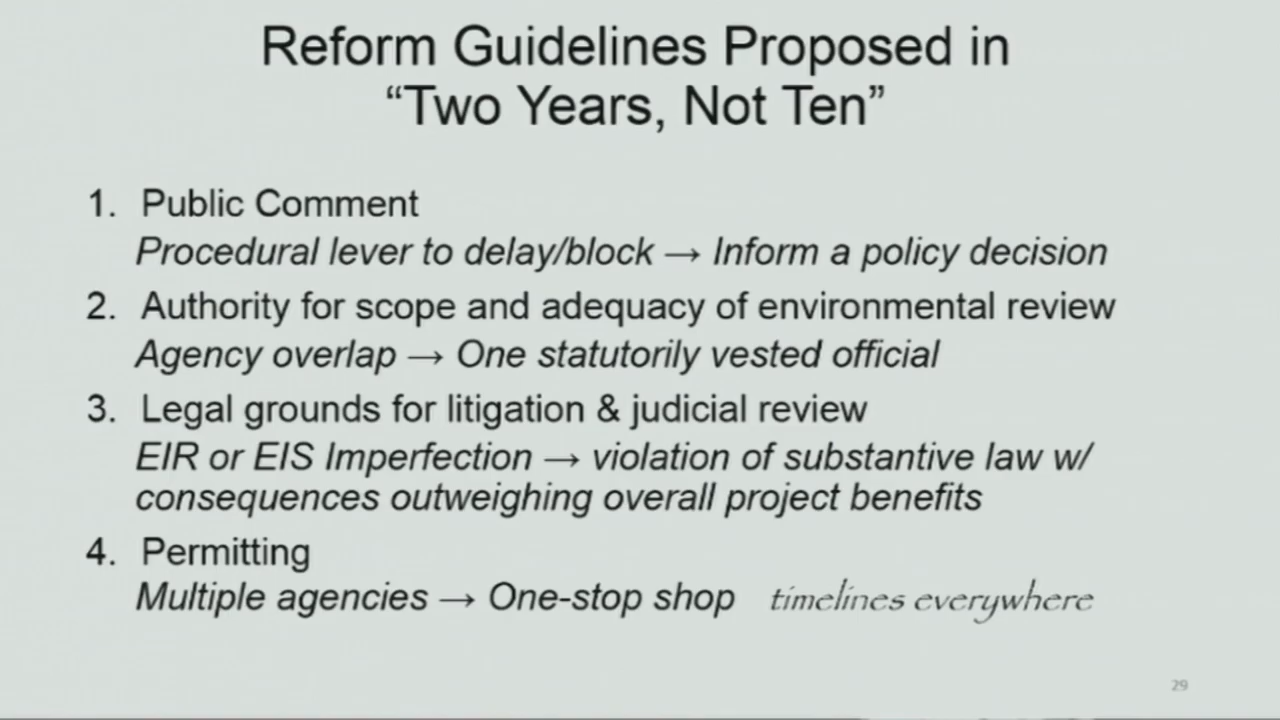 Reform Guidelines Proposed in
“Two Years, Not Ten”
1. Public Comment
Procedural lever to delay/block → Inform a policy decision
2. Authority for scope and adequacy of environmental review
Agency overlap → One statutorily vested official
3. Legal grounds for litigation & judicial review
EIR or EIS Imperfection → violation of substantive law w/
consequences outweighing overall project benefits
4. Permitting
Multiple agencies → One-stop shop timelines everywhere
29